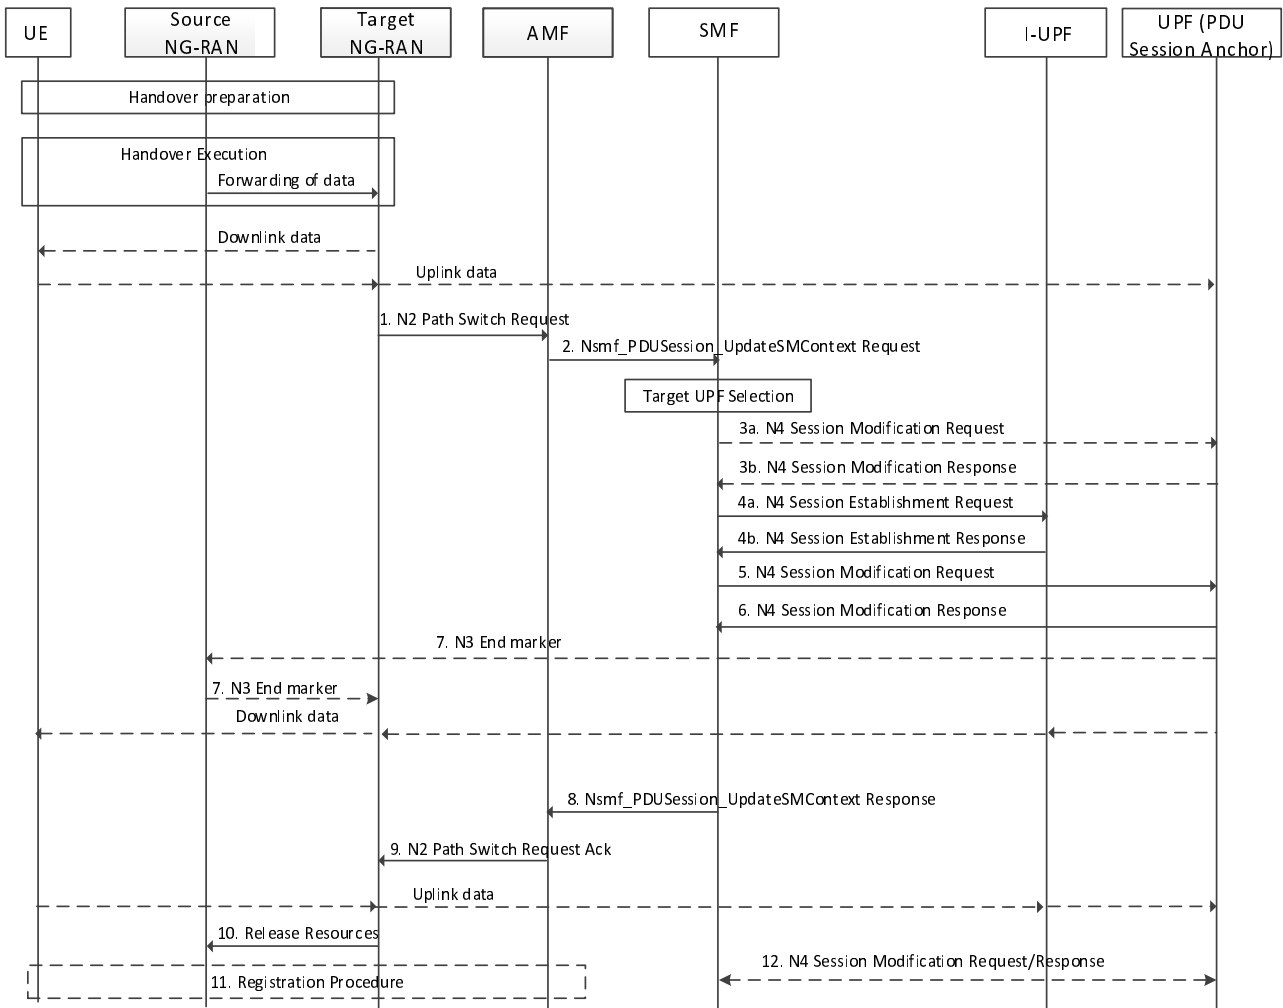 UE
Source
NG-RAN
Target
NG-RAN
AMF
SMF
I-UPF
UPF (PDU
Session Anchor)
Handover preparation
Handover Execution
Forwarding of data
Downlink data
Uplink data
1. N2 Path Switch Request
2. Nsmf_PDUSession_UpdateSMContext Request
Target UPF Selection
3a. N4 Session Modification Request
3b. N4 Session Modification Response
4a. N4 Session Establishment Request
4b. N4 Session Establishment Response
5. N4 Session Modification Request
6. N4 Session Modification Response
7. N3 End marker
7. N3 End marker
Downlink data
8. Nsmf_PDUSession_UpdateSMContext Response
9. N2 Path Switch Request Ack
Uplink data
10. Release Resources
12. N4 Session Modification Request/Response
11. Registration Procedure